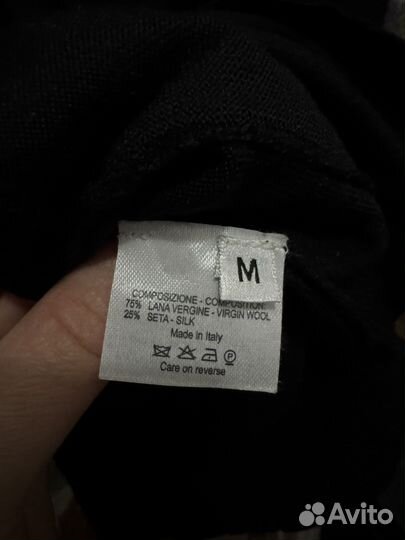 M
COMPOSIZIONE - COMPOSITION
75% LANA VERGINE - VIRGIN WOOL
25% SETA - SILK
Made in Italy
P
Care on reverse
Avito